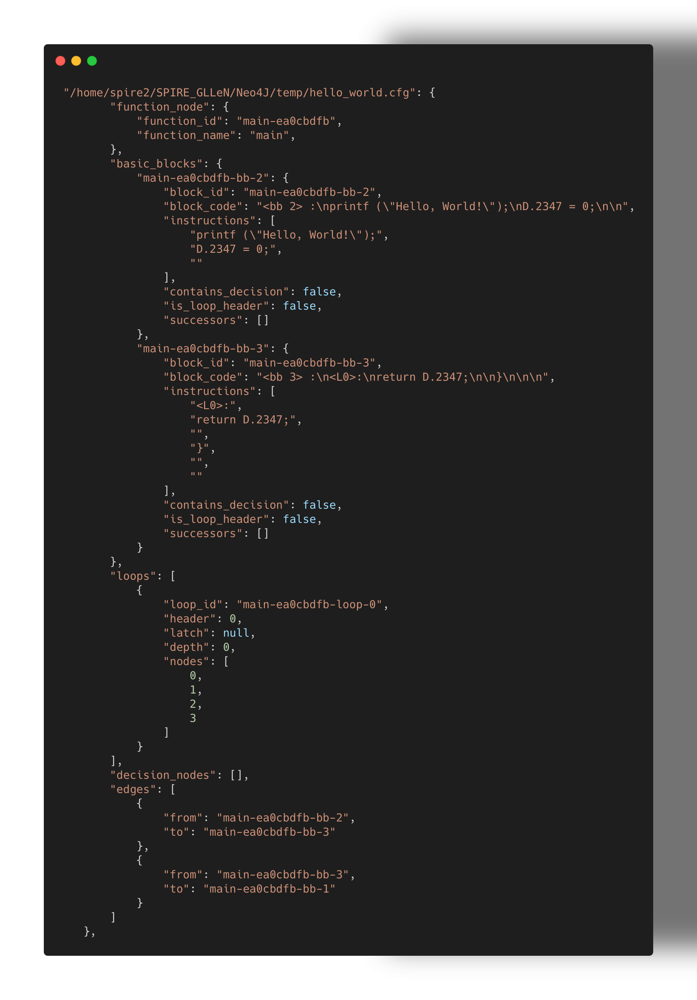 "/home/spire2/SPIRE_GLLeN/Neo4J/temp/hello_world.cfg": {
"function_node": {
"function_id": "main-ea0cbdfb",
"function_name": "main",
},
"basic_blocks": {
"main-ea0cbdfb-bb-2": {
"block_id": "main-ea0cbdfb-bb-2",
"block_code": "<bb 2> :\nprintf (\"Hello, World!\");\nD.2347 = 0;\n\n",
"instructions": [
"printf (\"Hello, World!\");",
"D.2347 = 0;",
""
],
"contains_decision": false,
"is_loop_header": false,
"successors": []
},
"main-ea0cbdfb-bb-3": {
"block_id": "main-ea0cbdfb-bb-3",
"block_code": "<bb 3> :\n<L0>:\nreturn D.2347;\n\n}\n\n\n",
"instructions": [
"<L0>:",
"return D.2347;",
"",
"}",
"",
""
],
"contains_decision": false,
"is_loop_header": false,
"successors": []
}
},
"loops": [
{
"loop_id": "main-ea0cbdfb-loop-0",
"header": 0,
"latch": null,
"depth": 0,
"nodes": [
0,
1,
2,
3
]
}
],
"decision_nodes": [],
"edges": [
{
"from": "main-ea0cbdfb-bb-2",
"to": "main-ea0cbdfb-bb-3"
},
{
"from": "main-ea0cbdfb-bb-3",
"to": "main-ea0cbdfb-bb-1"
}
]
},